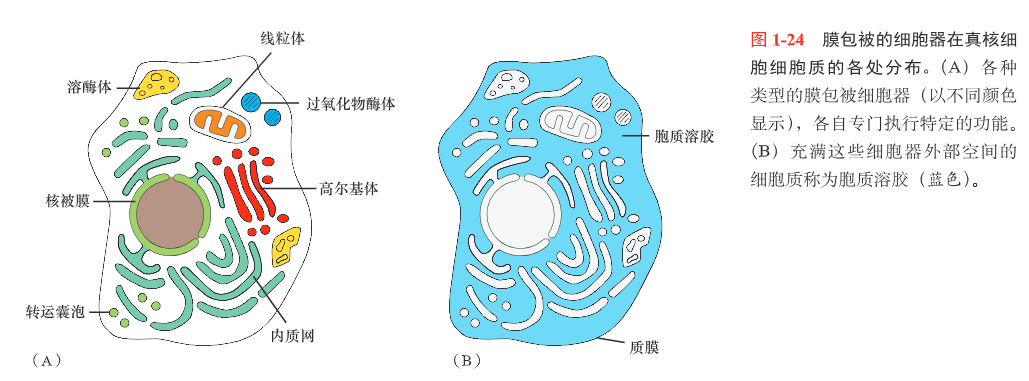 线粒体
溶酶体
过氧化物酶体
高尔基体
核被膜
转运囊泡
内质网
（A）
胞质溶胶
质膜
（B）
图 1-24 膜包被的细胞器在真核细
胞细胞质的各处分布。（A）各种
类型的膜包被细胞器（以不同颜色
显示），各自专门执行特定的功能。
（B）充满这些细胞器外部空间的
细胞质称为胞质溶胶（蓝色）。